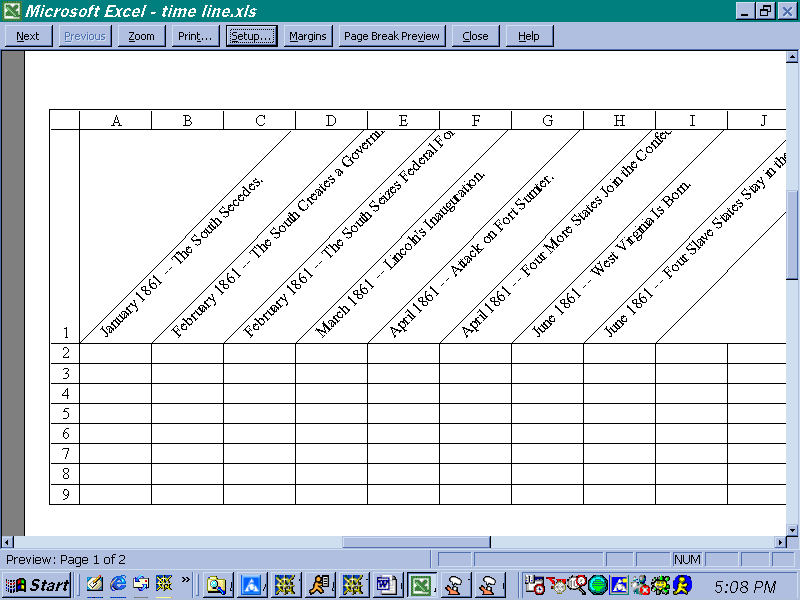 Microsoft Excel - time line.xls
Next Previous Zoom Print... Setup... Margins Page Break Preview Close Help
A B C D E F G H I J
1
January 1861 -- The South Secedes.
February 1861 -- The South Creates a Governm
February 1861 -- The South Seizes Federal For
March 1861 -- Lincoln's Inauguration.
April 1861 -- Attack on Fort Sumter.
April 1861 -- Four More States Join the Confed
June 1861 -- West Virginia Is Born.
June 1861 -- Four Slave States Stay in the
2
3
4
5
6
7
8
9
Preview: Page 1 of 2
NUM
Start
»
5:08 PM